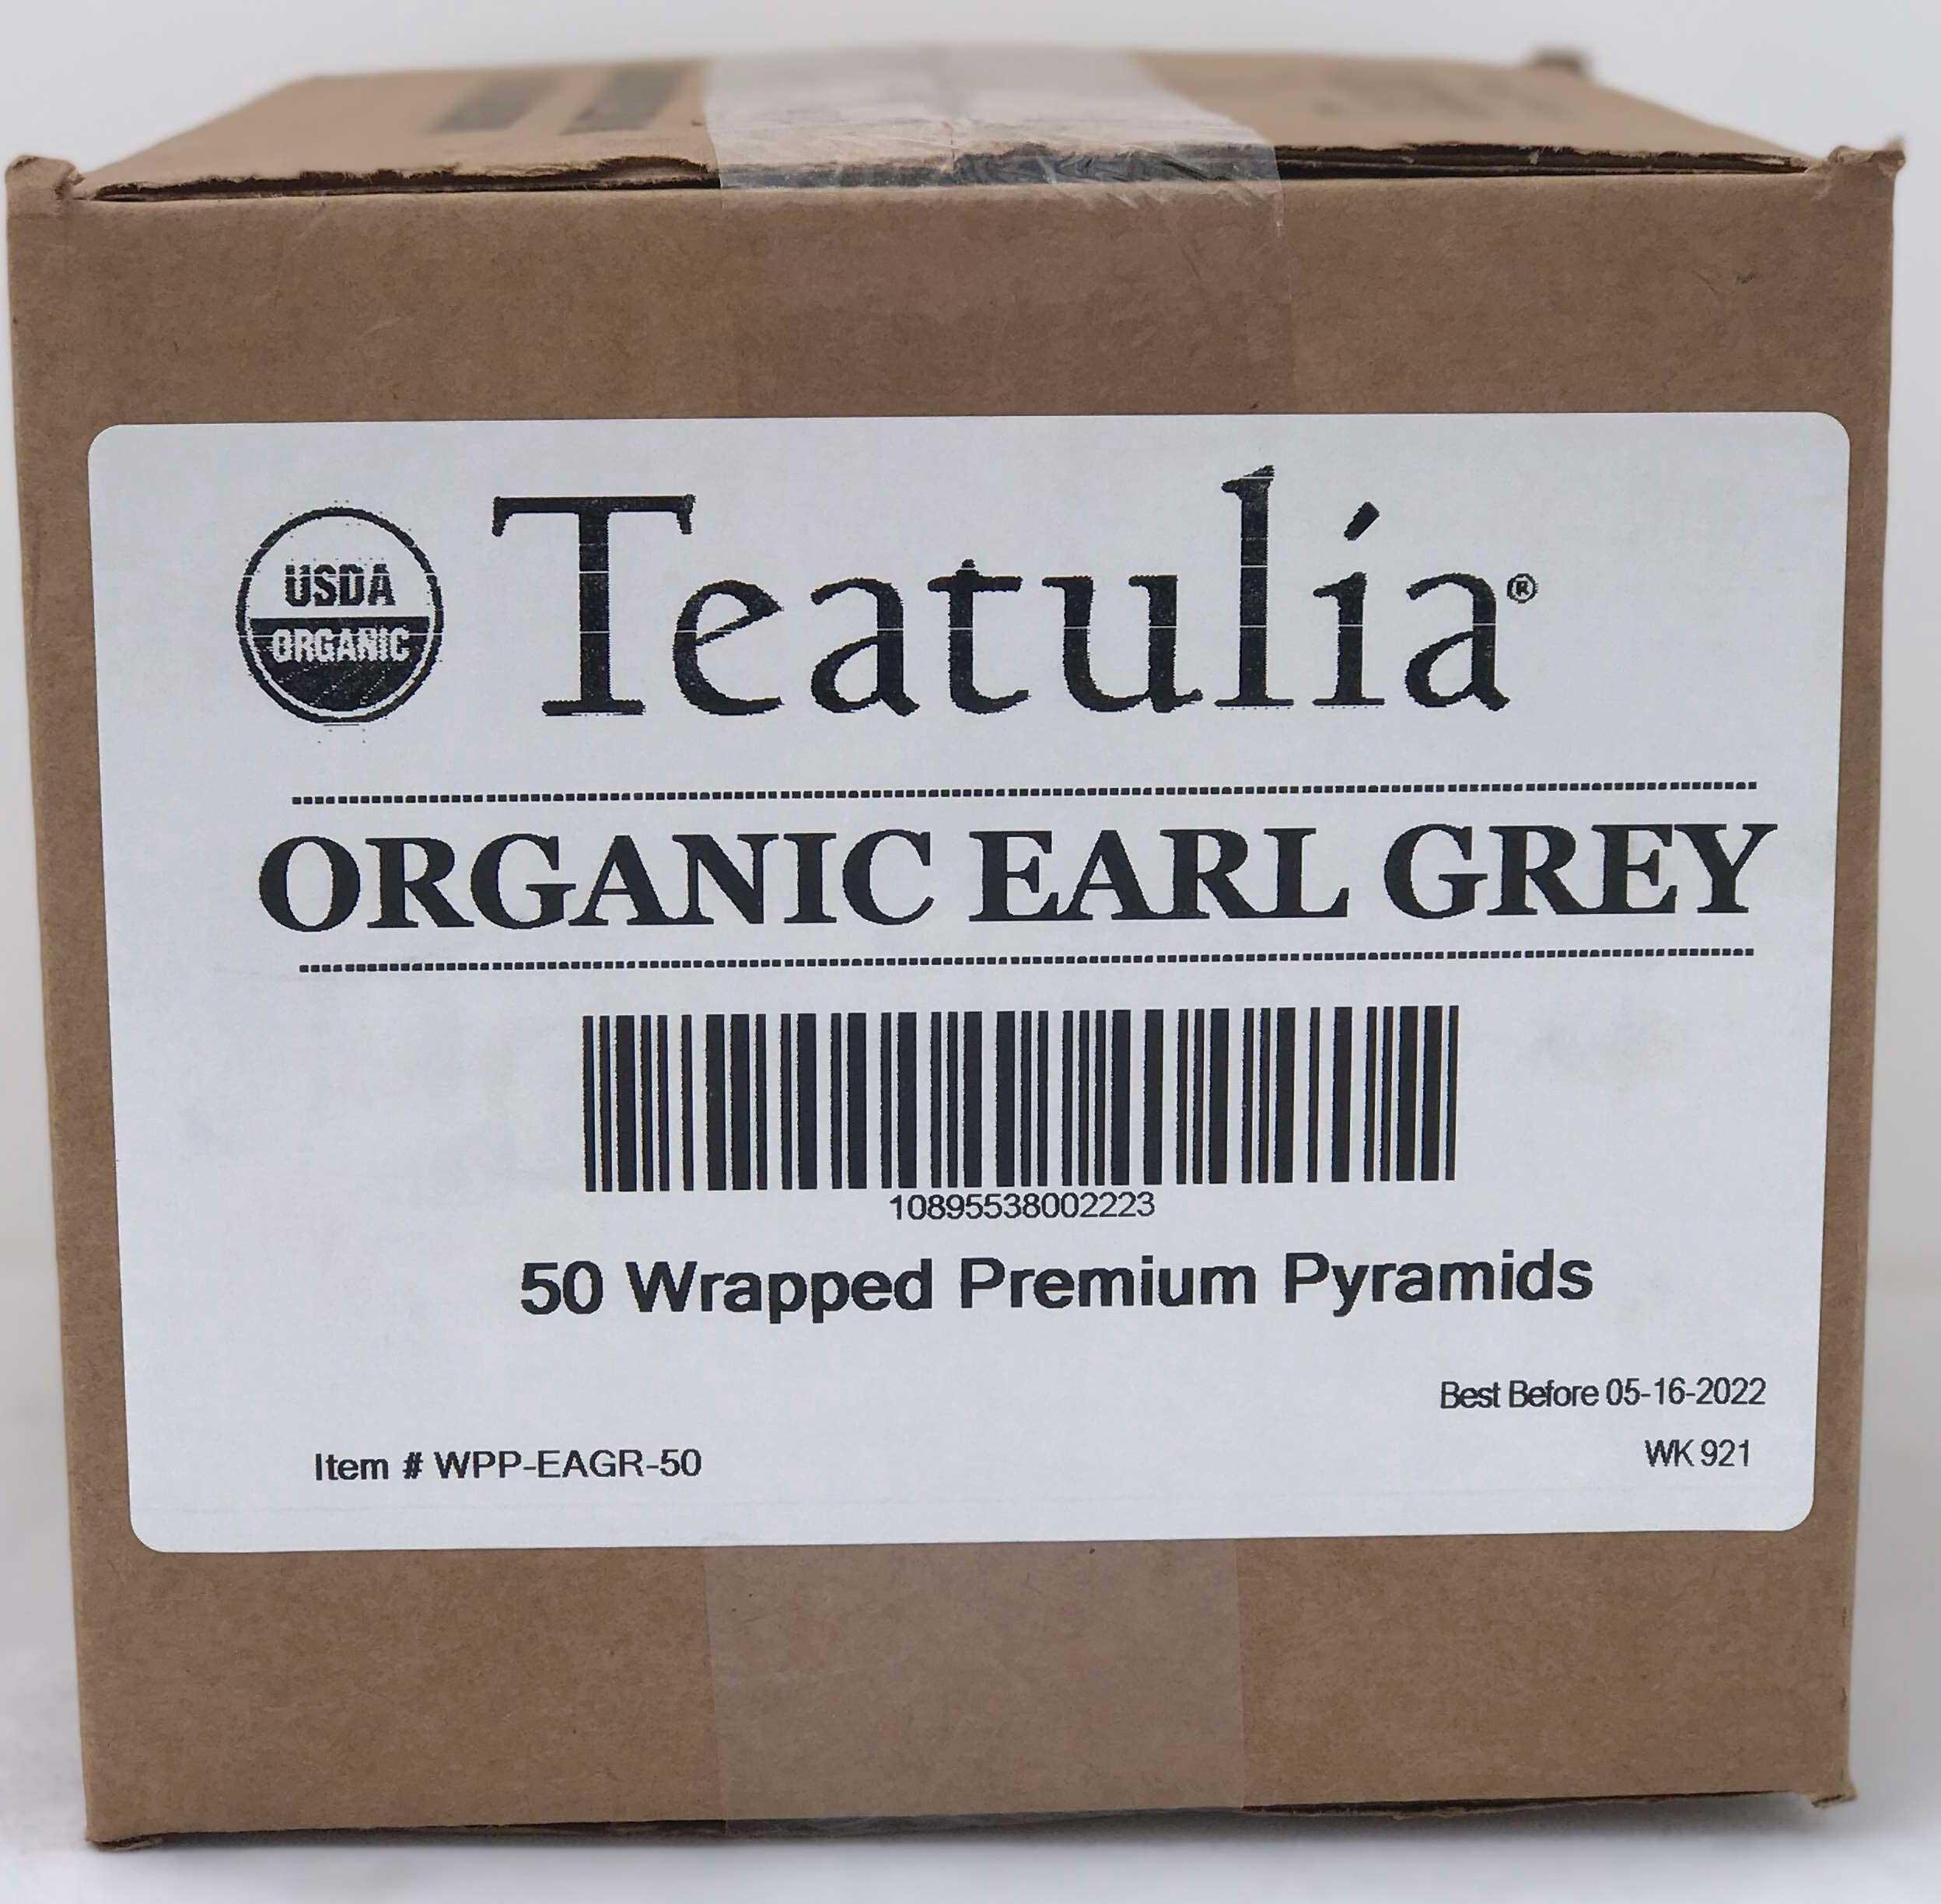 USDA
ORGANIC
Teatulia®
ORGANIC EARL GREY
10895538002223
50 Wrapped Premium Pyramids
Best Before 05-16-2022
Item # WPP-EAGR-50
WK 921